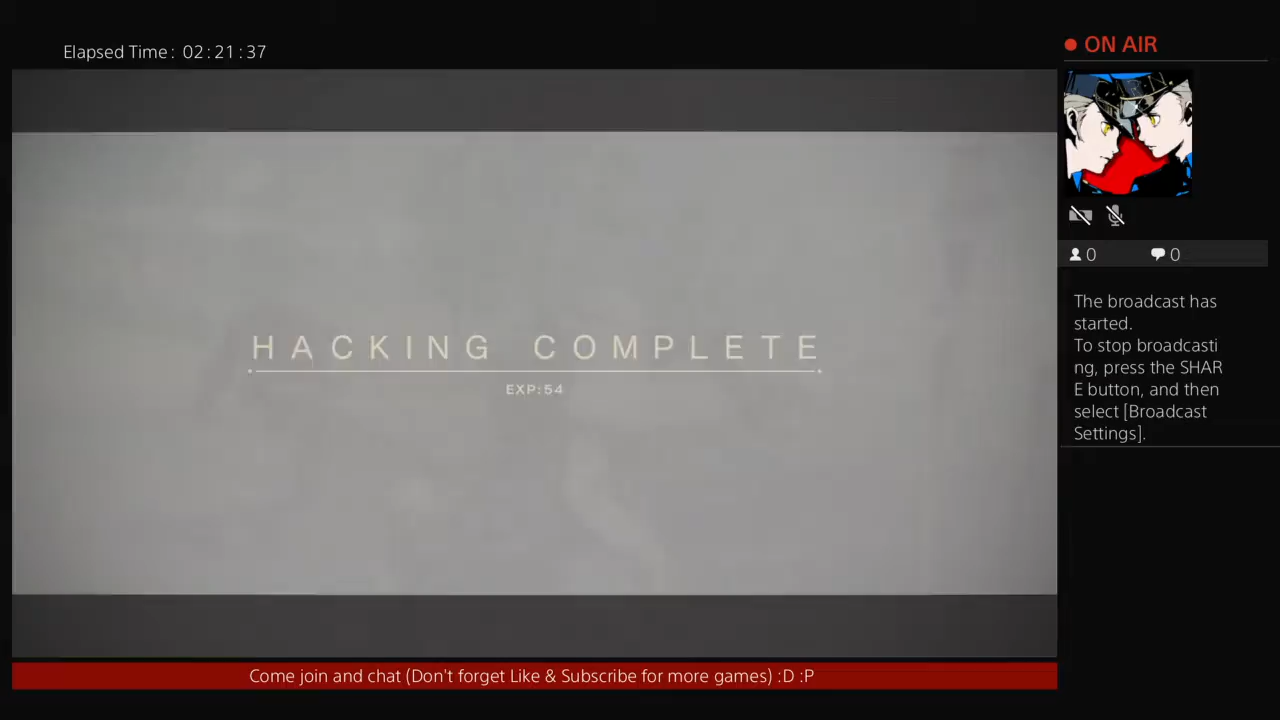 Elapsed Time: 02:21:37
ON AIR
HACKING COMPLETE
EXP:54
0 0
The broadcast has
started.
To stop broadcasti
ng, press the SHAR
E button, and then
select [Broadcast
Settings].
Come join and chat (Don't forget Like & Subscribe for more games) :D :P